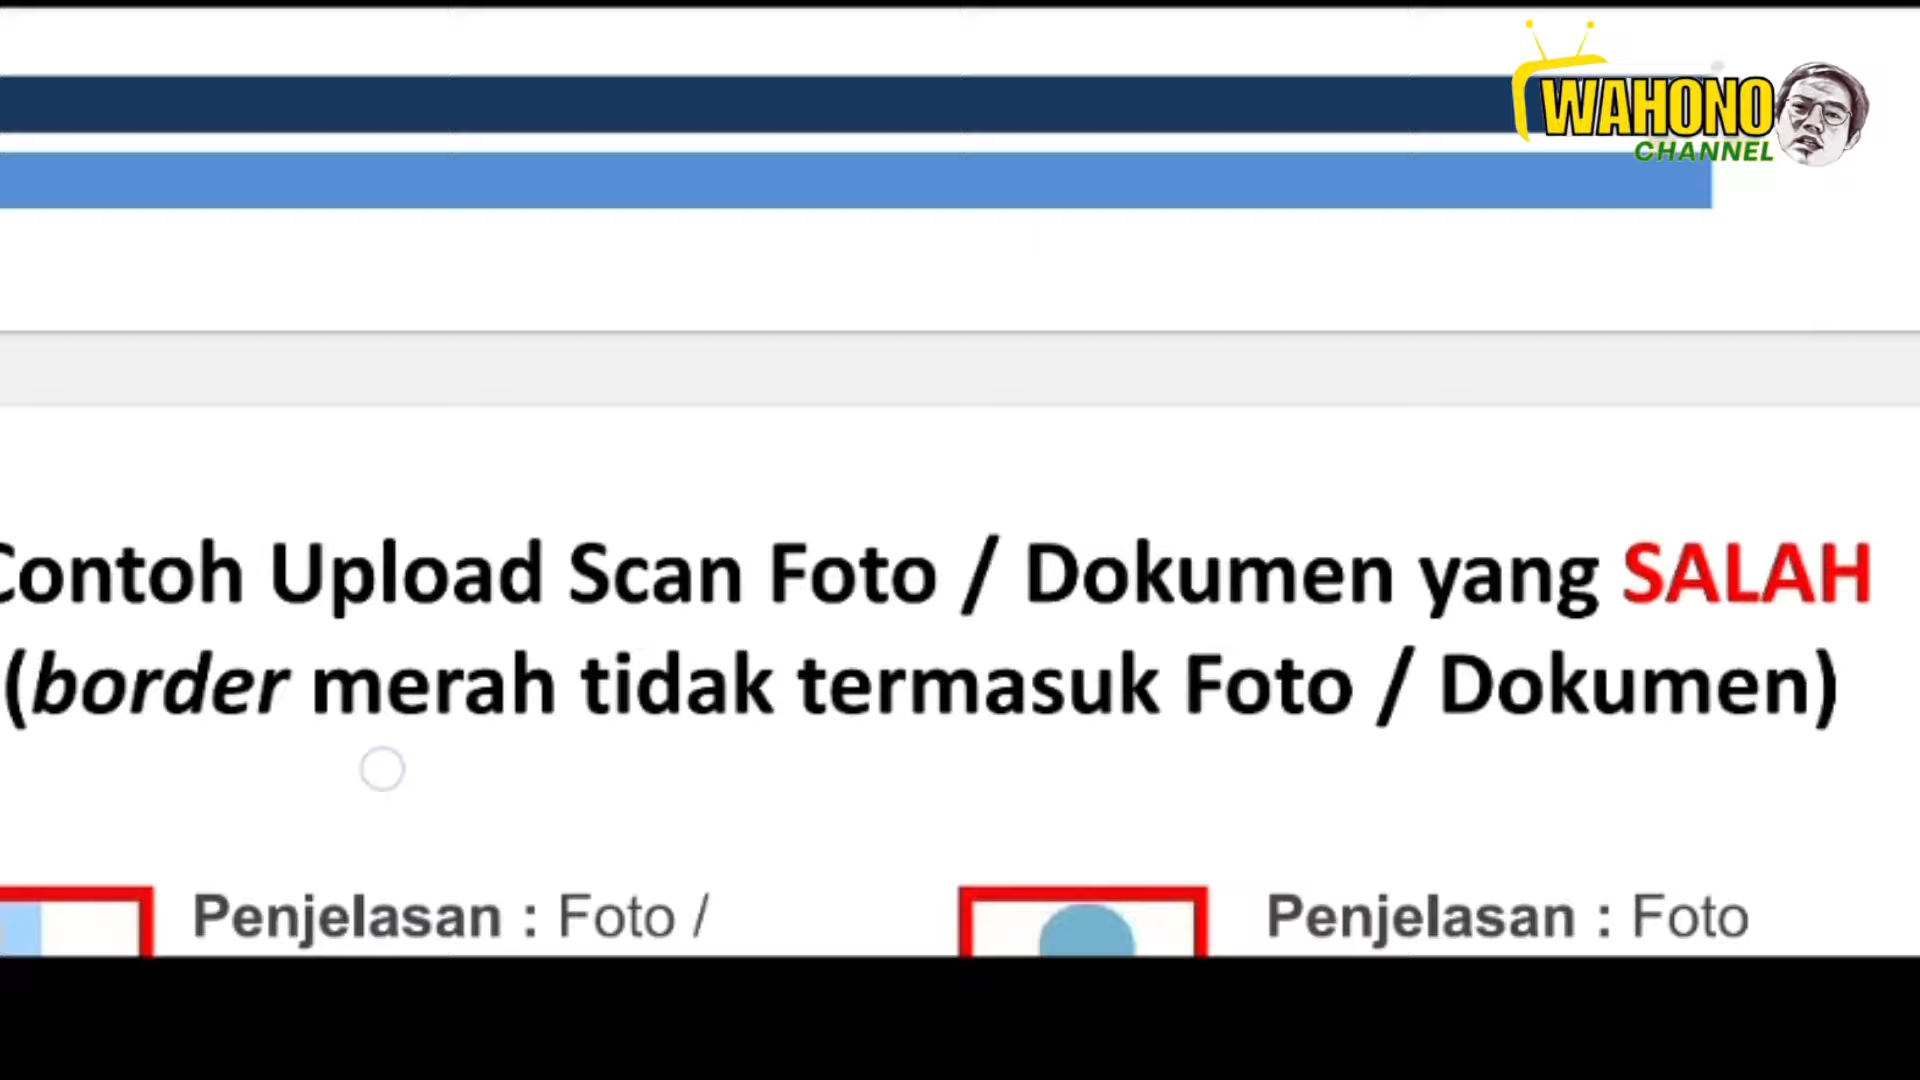 WAHONO
CHANNEL
Contoh Upload Scan Foto / Dokumen yang SALAH
(border merah tidak termasuk Foto / Dokumen)
Penjelasan : Foto /
Penjelasan : Foto